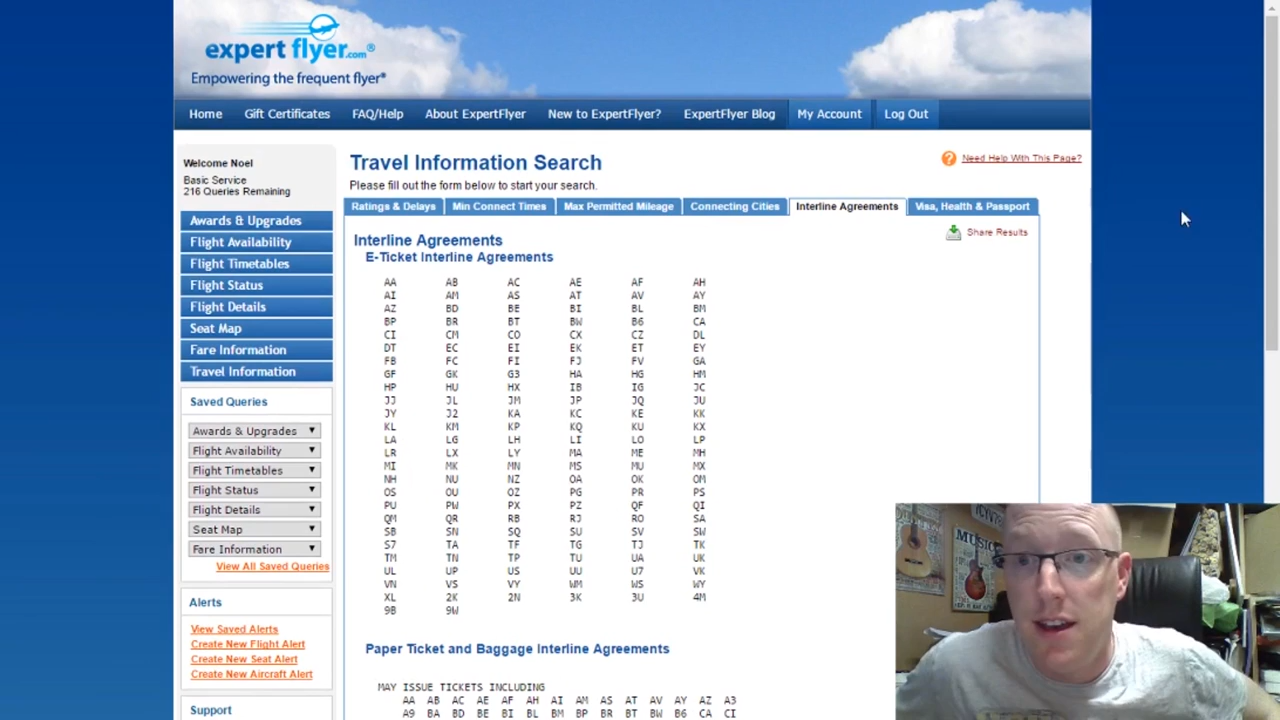 expert flyer.com®
Empowering the frequent flyer®
Home Gift Certificates FAQ/Help About ExpertFlyer New to ExpertFlyer? ExpertFlyer Blog My Account Log Out
Welcome Noel
Basic Service
216 Queries Remaining
Awards & Upgrades
Flight Availability
Flight Timetables
Flight Status
Flight Details
Seat Map
Fare Information
Travel Information
Saved Queries
Awards & Upgrades
Flight Availability
Flight Timetables
Flight Status
Flight Details
Seat Map
Fare Information
View All Saved Queries
Alerts
View Saved Alerts
Create New Flight Alert
Create New Seat Alert
Create New Aircraft Alert
Support
Travel Information Search
Need Help With This Page?
Please fill out the form below to start your search.
Ratings & Delays Min Connect Times Max Permitted Mileage Connecting Cities Interline Agreements Visa, Health & Passport
Interline Agreements
Share Results
E-Ticket Interline Agreements
AA AB AC AE AF AH
AI AM AS AT AV AY
AZ BD BE BI BL BM
BP BR BT BW B6 CA
CI CM CO CX CZ DL
DT EC EI EK ET EY
FB FC FI FJ FV GA
GF GK G3 HA HG HM
HP HU HX IB IG JC
JJ JL JM JP JQ JU
JY J2 KA KC KE KK
KL KM KP KQ KU KX
LA LG LH LI LO LP
LR LX LY MA ME MH
MI MK MN MS MU MX
NH NU NZ OA OK OM
OS OU OZ PG PR PS
PU PW PX PZ QF QI
QM QR RB RJ RO SA
SB SN SQ SU SV SW
S7 TA TF TG TJ TK
TM TN TP TU UA UK
UL UP US UU U7 VK
VN VS VY WM WS WY
XL 2K 2N 3K 3U 4M
9B 9W
Paper Ticket and Baggage Interline Agreements
MAY ISSUE TICKETS INCLUDING
AA AB AC AE AF AH AI AM AS AT AV AY AZ A3
A9 BA BD BE BI BL BM BP BR BT BW B6 CA CI
MUSIC